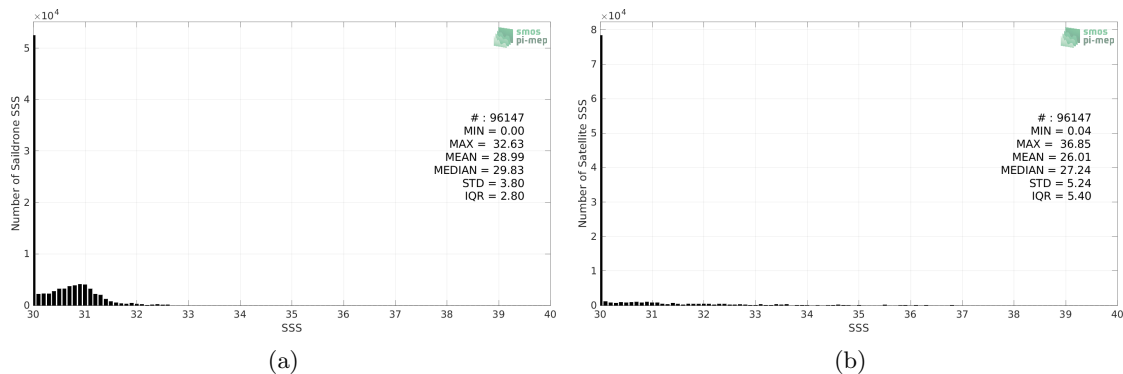 ×10⁴
5
4
3
2
1
0
Number of Saildrone SSS
smos
pi-mep
# : 96147
MIN = 0.00
MAX = 32.63
MEAN = 28.99
MEDIAN = 29.83
STD = 3.80
IQR = 2.80
30 31 32 33 34 35 36 37 38 39 40
SSS
(a)
×10⁴
8
7
6
5
4
3
2
1
0
Number of Satellite SSS
smos
pi-mep
# : 96147
MIN = 0.04
MAX = 36.85
MEAN = 26.01
MEDIAN = 27.24
STD = 5.24
IQR = 5.40
30 31 32 33 34 35 36 37 38 39 40
SSS
(b)